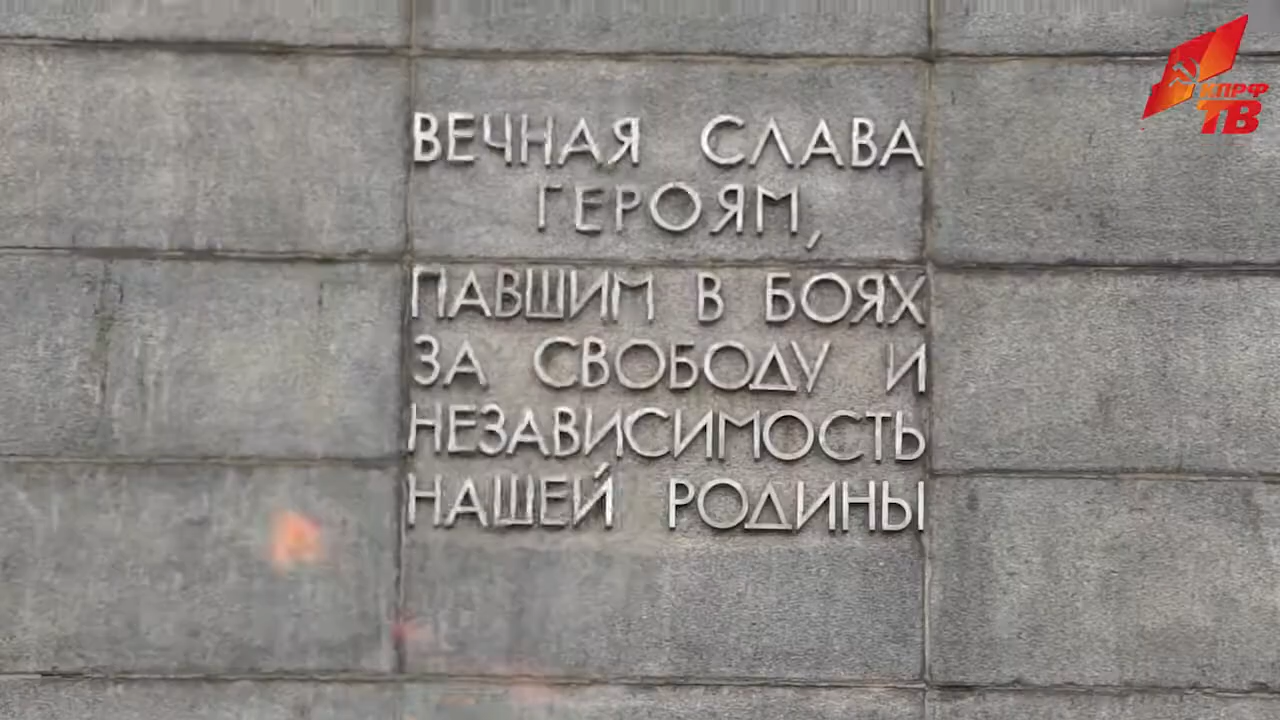 ВЕЧНАЯ СЛАВА
ГЕРОЯМ,
ПАВШИМ В БОЯХ
ЗА СВОБОДУ И
НЕЗАВИСИМОСТЬ
НАШЕЙ РОДИНЫ
КПРФ
ТВ